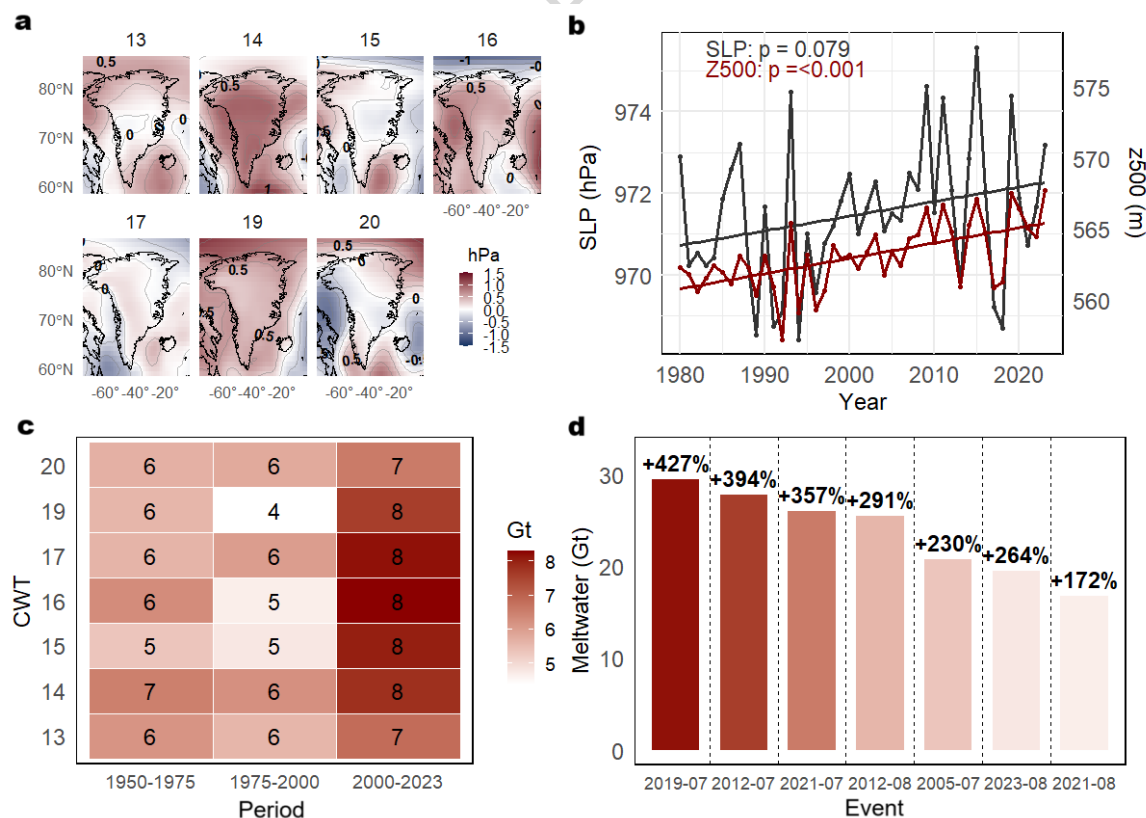 a
13 14 15 16
0.5
0
0
0
0.5
1
0
0
-1
0.5
0
80°N
70°N
60°N
-60°-40°-20°
17 19 20
0
0
0.5
0.5
0.5
0
0
0.5
80°N
70°N
60°N
-60°-40°-20°
hPa
1.5
1.0
0.5
0.0
-0.5
-1.0
-1.5
b
SLP: p = 0.079
Z500: p =<0.001
SLP (hPa)
974
972
970
z500 (m)
575
570
565
560
1980 1990 2000 2010 2020
Year
c
CWT
20 6 6 7
19 6 4 8
17 6 6 8
16 6 5 8
15 5 5 8
14 7 6 8
13 6 6 7
1950-1975 1975-2000 2000-2023
Period
Gt
8
7
6
5
d
Meltwater (Gt)
30
20
10
0
+427% +394% +357% +291% +230% +264% +172%
2019-07 2012-07 2021-07 2012-08 2005-07 2023-08 2021-08
Event